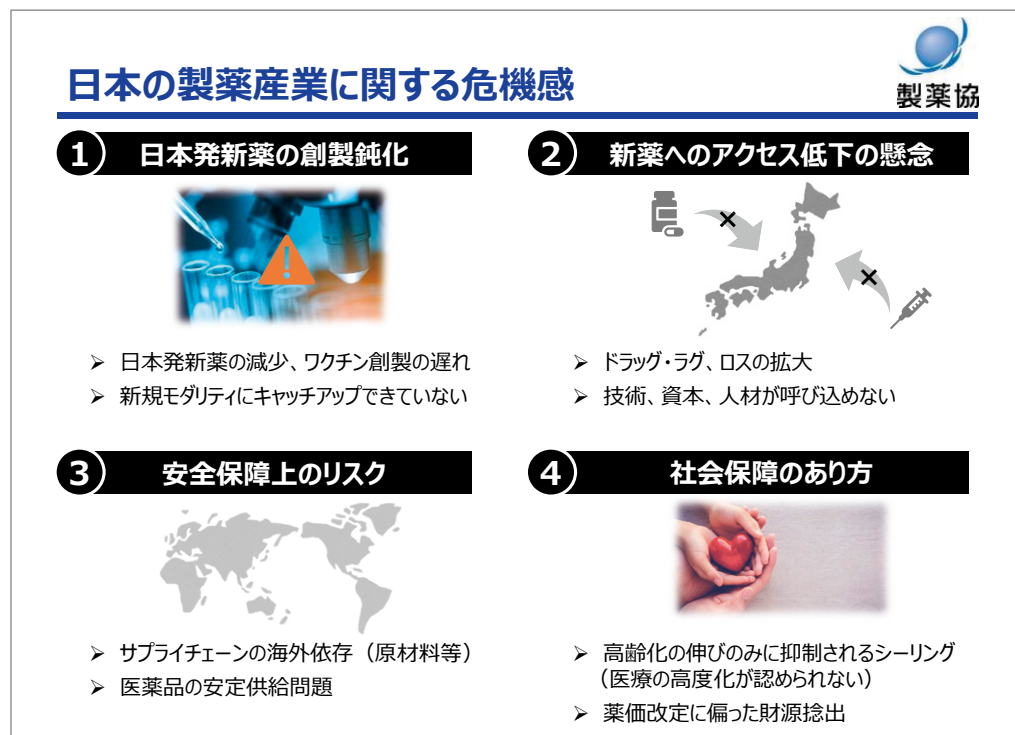 日本の製薬産業に関する危機感
製薬協
1 日本発新薬の創製鈍化
➢ 日本発新薬の減少、ワクチン創製の遅れ
➢ 新規モダリティにキャッチアップできていない
2 新薬へのアクセス低下の懸念
➢ ドラッグ・ラグ、ロスの拡大
➢ 技術、資本、人材が呼び込めない
3 安全保障上のリスク
➢ サプライチェーンの海外依存（原材料等）
➢ 医薬品の安定供給問題
4 社会保障のあり方
➢ 高齢化の伸びのみに抑制されるシーリング
（医療の高度化が認められない）
➢ 薬価改定に偏った財源捻出